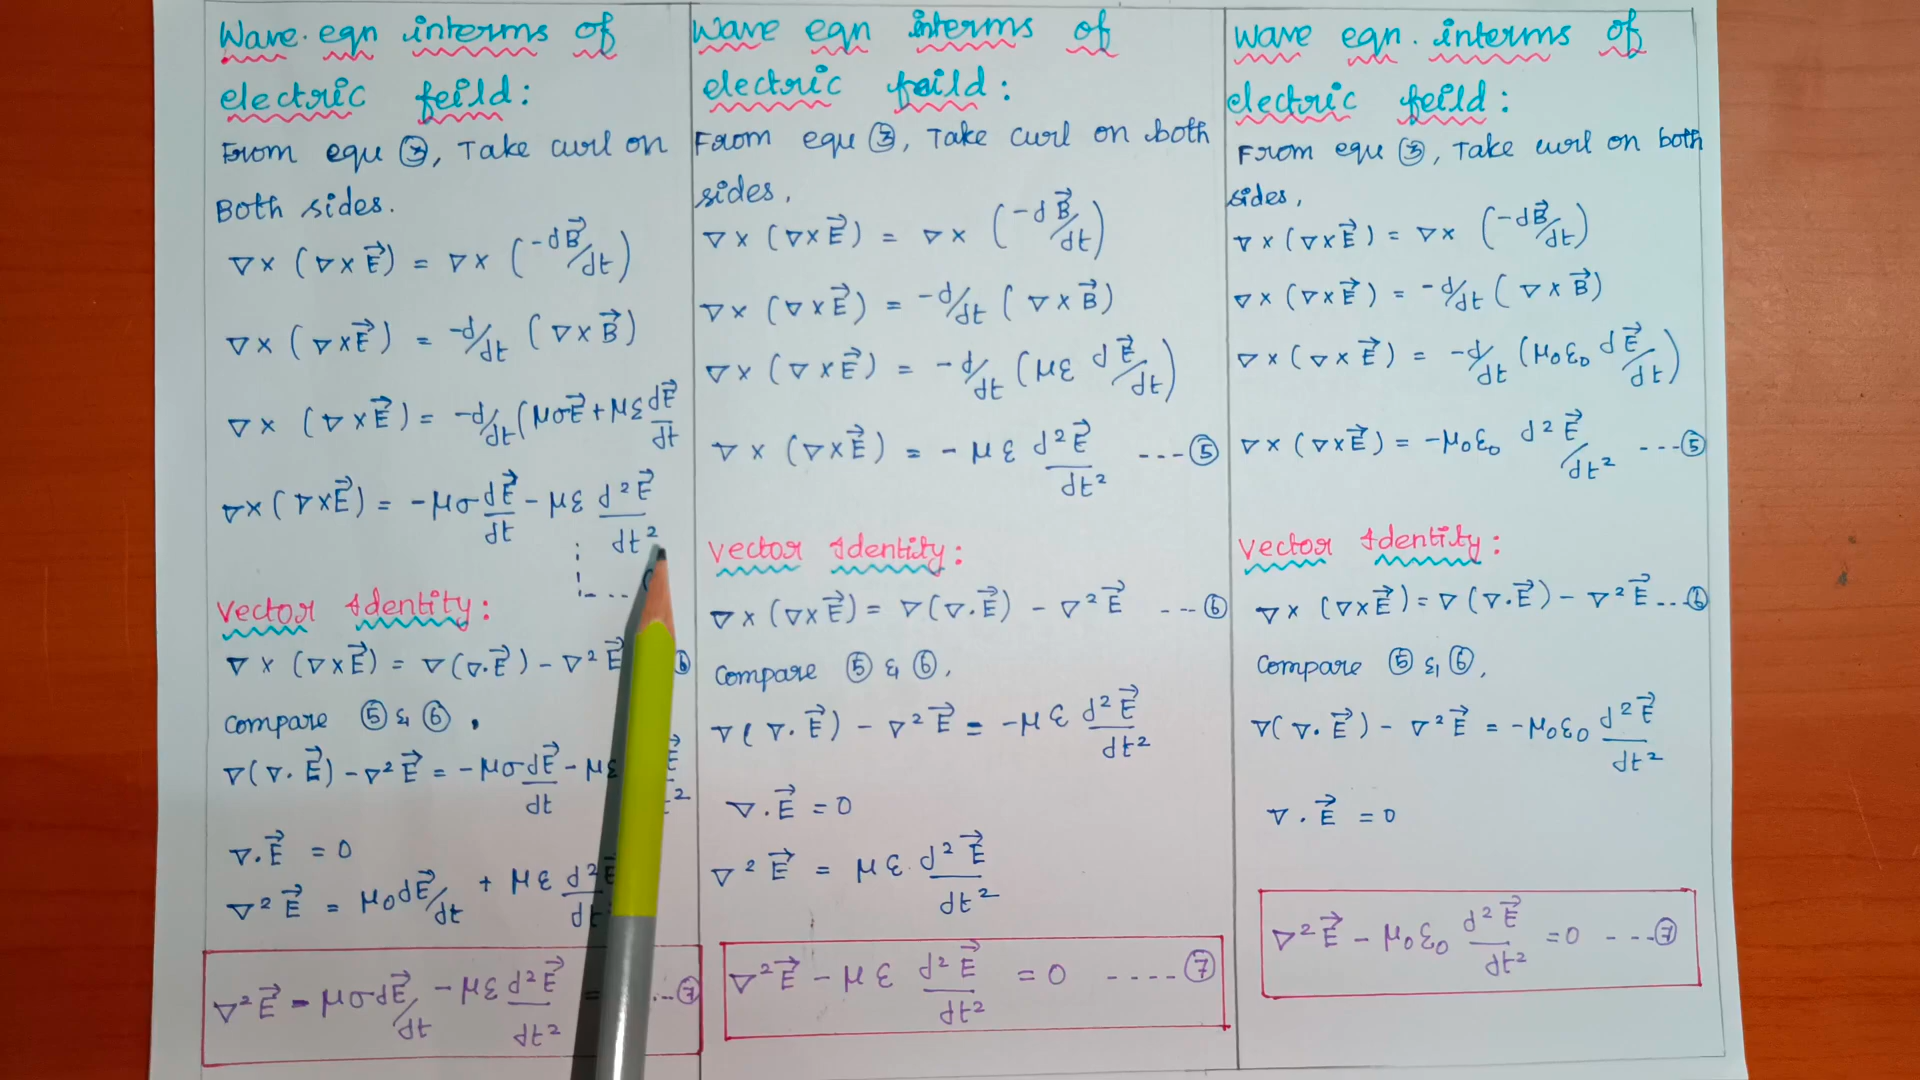 Wave eqn interms of
electric feild:
From equ ③, Take curl on
Both sides.
∇ × (∇×E⃗) = ∇ × (-dB⃗/dt)
∇ × (∇×E⃗) = -d/dt (∇×B⃗)
∇ × (∇×E⃗) = -d/dt (μσE⃗ + με dE⃗/dt
∇×(∇×E⃗) = -μσ dE⃗/dt - με d²E⃗/dt²
Vector Identity:
∇ × (∇×E⃗) = ∇(∇.E⃗) - ∇²E⃗ ⑥
Compare ⑤ & ⑥,
∇(∇.E⃗) - ∇²E⃗ = -μσ dE⃗/dt - με
∇.E⃗ = 0
∇²E⃗ = μσ dE⃗/dt + με d²E⃗/dt²
∇²E⃗ - μσ dE⃗/dt - με d²E⃗/dt² = ...⑦
Wave eqn interms of
electric feild:
From equ ③, Take curl on both
sides,
∇ × (∇×E⃗) = ∇ × (-dB⃗/dt)
∇ × (∇×E⃗) = -d/dt (∇×B⃗)
∇ × (∇×E⃗) = -d/dt (με dE⃗/dt)
∇ × (∇×E⃗) = -με d²E⃗/dt² ---⑤
Vector Identity:
∇ × (∇×E⃗) = ∇(∇.E⃗) - ∇²E⃗ ---⑥
Compare ⑤ & ⑥,
∇(∇.E⃗) - ∇²E⃗ = -με d²E⃗/dt²
∇.E⃗ = 0
∇²E⃗ = με d²E⃗/dt²
∇²E⃗ - με d²E⃗/dt² = 0 ----⑦
Wave eqn. interms of
electric feild:
From equ ③, Take curl on both
sides,
∇ × (∇×E⃗) = ∇× (-dB⃗/dt)
∇ × (∇×E⃗) = -d/dt (∇×B⃗)
∇ × (∇×E⃗) = -d/dt (μ₀ε₀ dE⃗/dt)
∇ × (∇×E⃗) = -μ₀ε₀ d²E⃗/dt² ---⑤
Vector Identity:
∇ × (∇×E⃗) = ∇(∇.E⃗) - ∇²E⃗ ---⑥
Compare ⑤ & ⑥,
∇(∇.E⃗) - ∇²E⃗ = -μ₀ε₀ d²E⃗/dt²
∇.E⃗ = 0
∇²E⃗ - μ₀ε₀ d²E⃗/dt² = 0 ---⑦